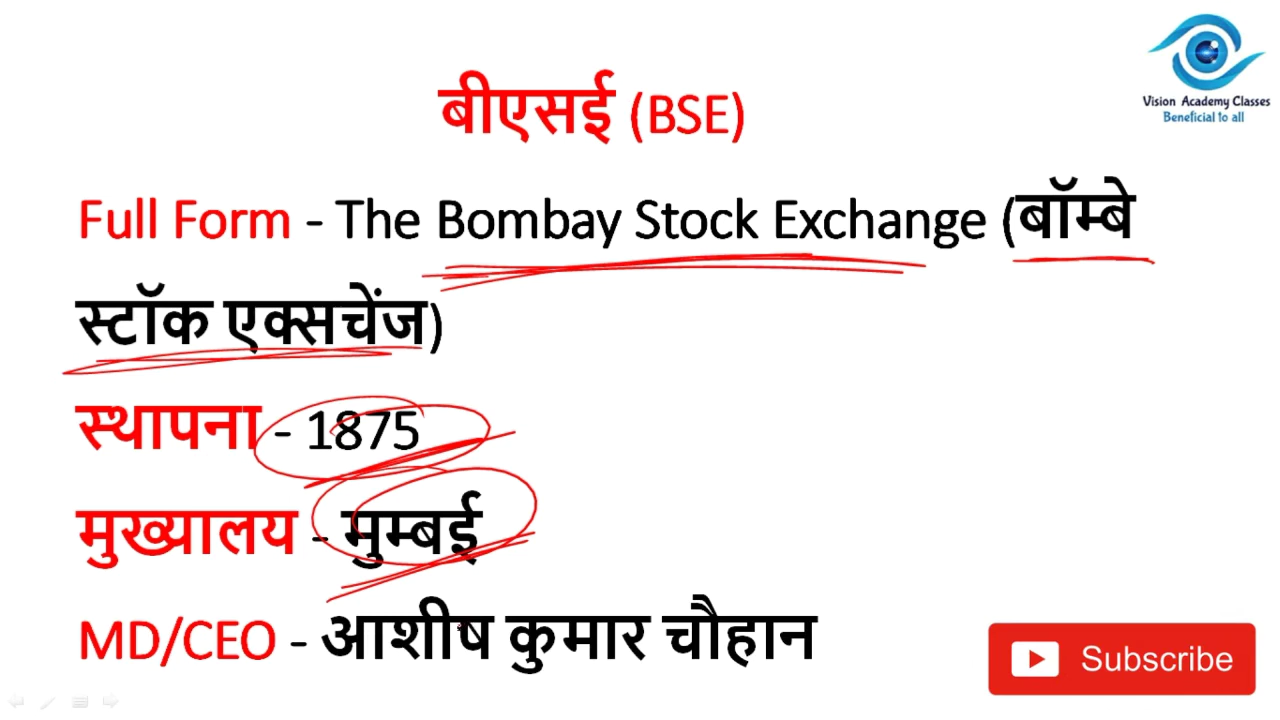 Vision Academy Classes
Beneficial to all
बीएसई (BSE)
Full Form - The Bombay Stock Exchange (बॉम्बे
स्टॉक एक्सचेंज)
स्थापना - 1875
मुख्यालय - मुम्बई
MD/CEO - आशीष कुमार चौहान
Subscribe